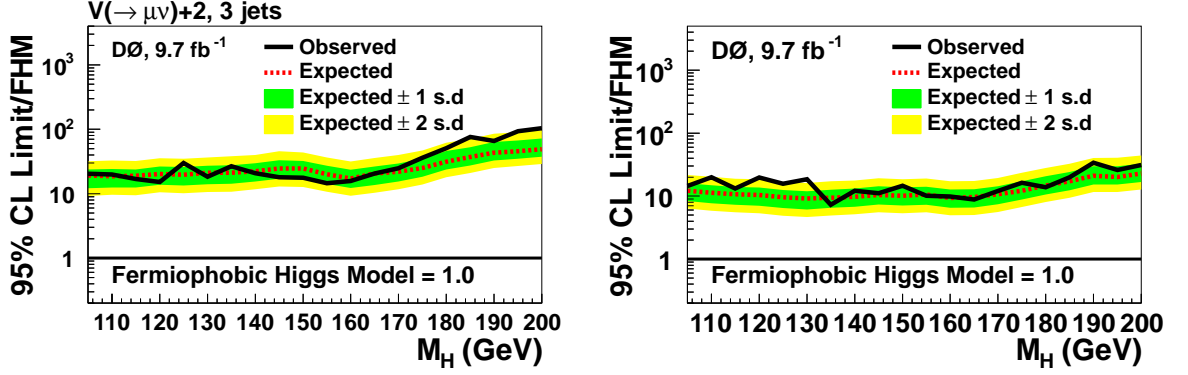 V(→ μν)+2, 3 jets
95% CL Limit/FHM
10³
10²
10
1
DØ, 9.7 fb⁻¹
Observed
Expected
Expected ± 1 s.d
Expected ± 2 s.d
Fermiophobic Higgs Model = 1.0
110 120 130 140 150 160 170 180 190 200
M_H (GeV)
95% CL Limit/FHM
10³
10²
10
1
DØ, 9.7 fb⁻¹
Observed
Expected
Expected ± 1 s.d
Expected ± 2 s.d
Fermiophobic Higgs Model = 1.0
110 120 130 140 150 160 170 180 190 200
M_H (GeV)